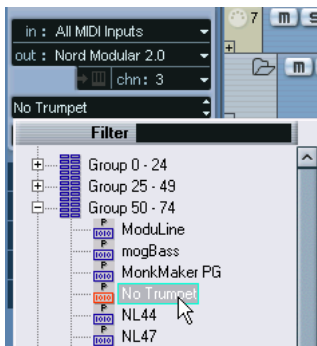 in : All MIDI Inputs
7 m s
out : Nord Modular 2.0
chn: 3
m
No Trumpet
Filter
Group 0 - 24
Group 25 - 49
Group 50 - 74
P ModuLine
P mogBass
P MonkMaker PG
P No Trumpet
P NL44
P NL47